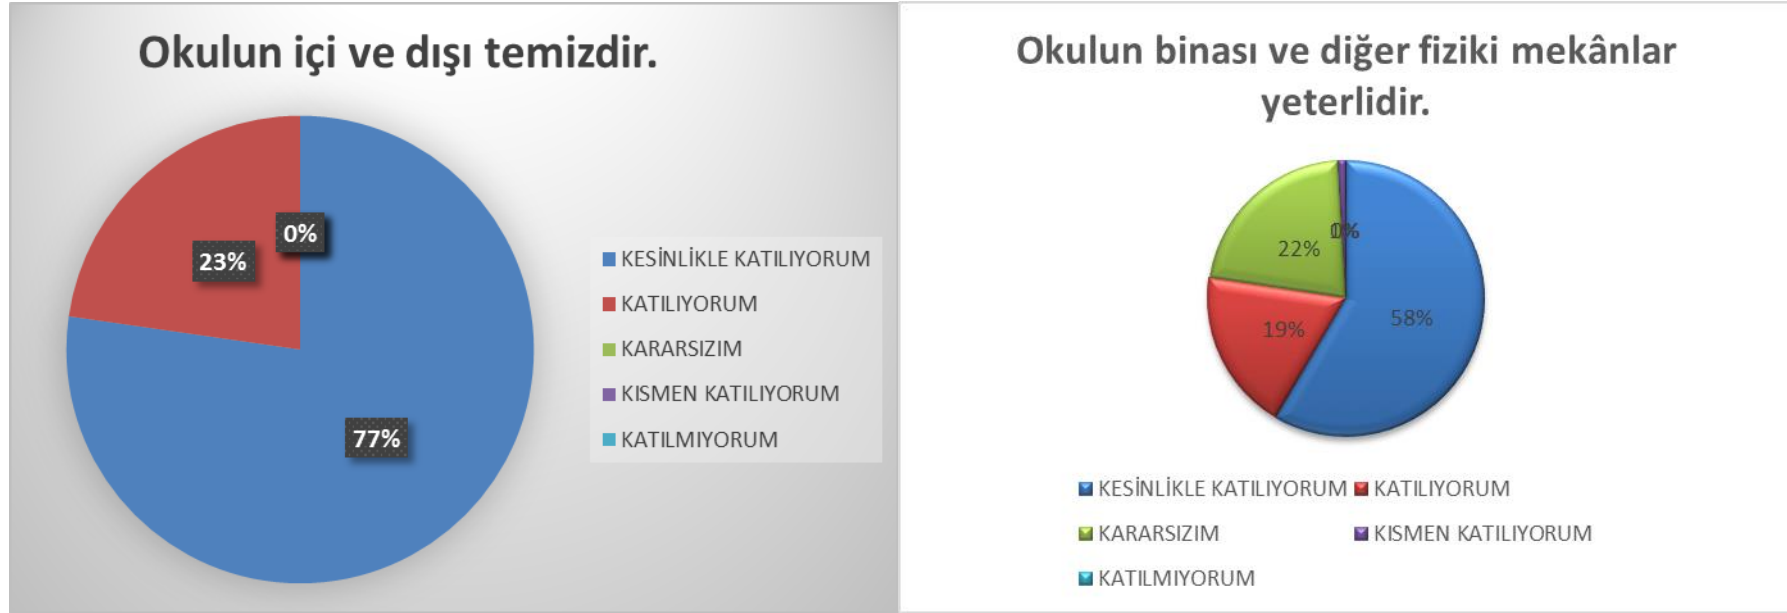 Okulun içi ve dışı temizdir.
0%
23%
77%
KESİNLİKLE KATILIYORUM
KATILIYORUM
KARARSIZIM
KISMEN KATILIYORUM
KATILMIYORUM
Okulun binası ve diğer fiziki mekânlar
yeterlidir.
22%
19%
58%
KESİNLİKLE KATILIYORUM KATILIYORUM
KARARSIZIM KISMEN KATILIYORUM
KATILMIYORUM